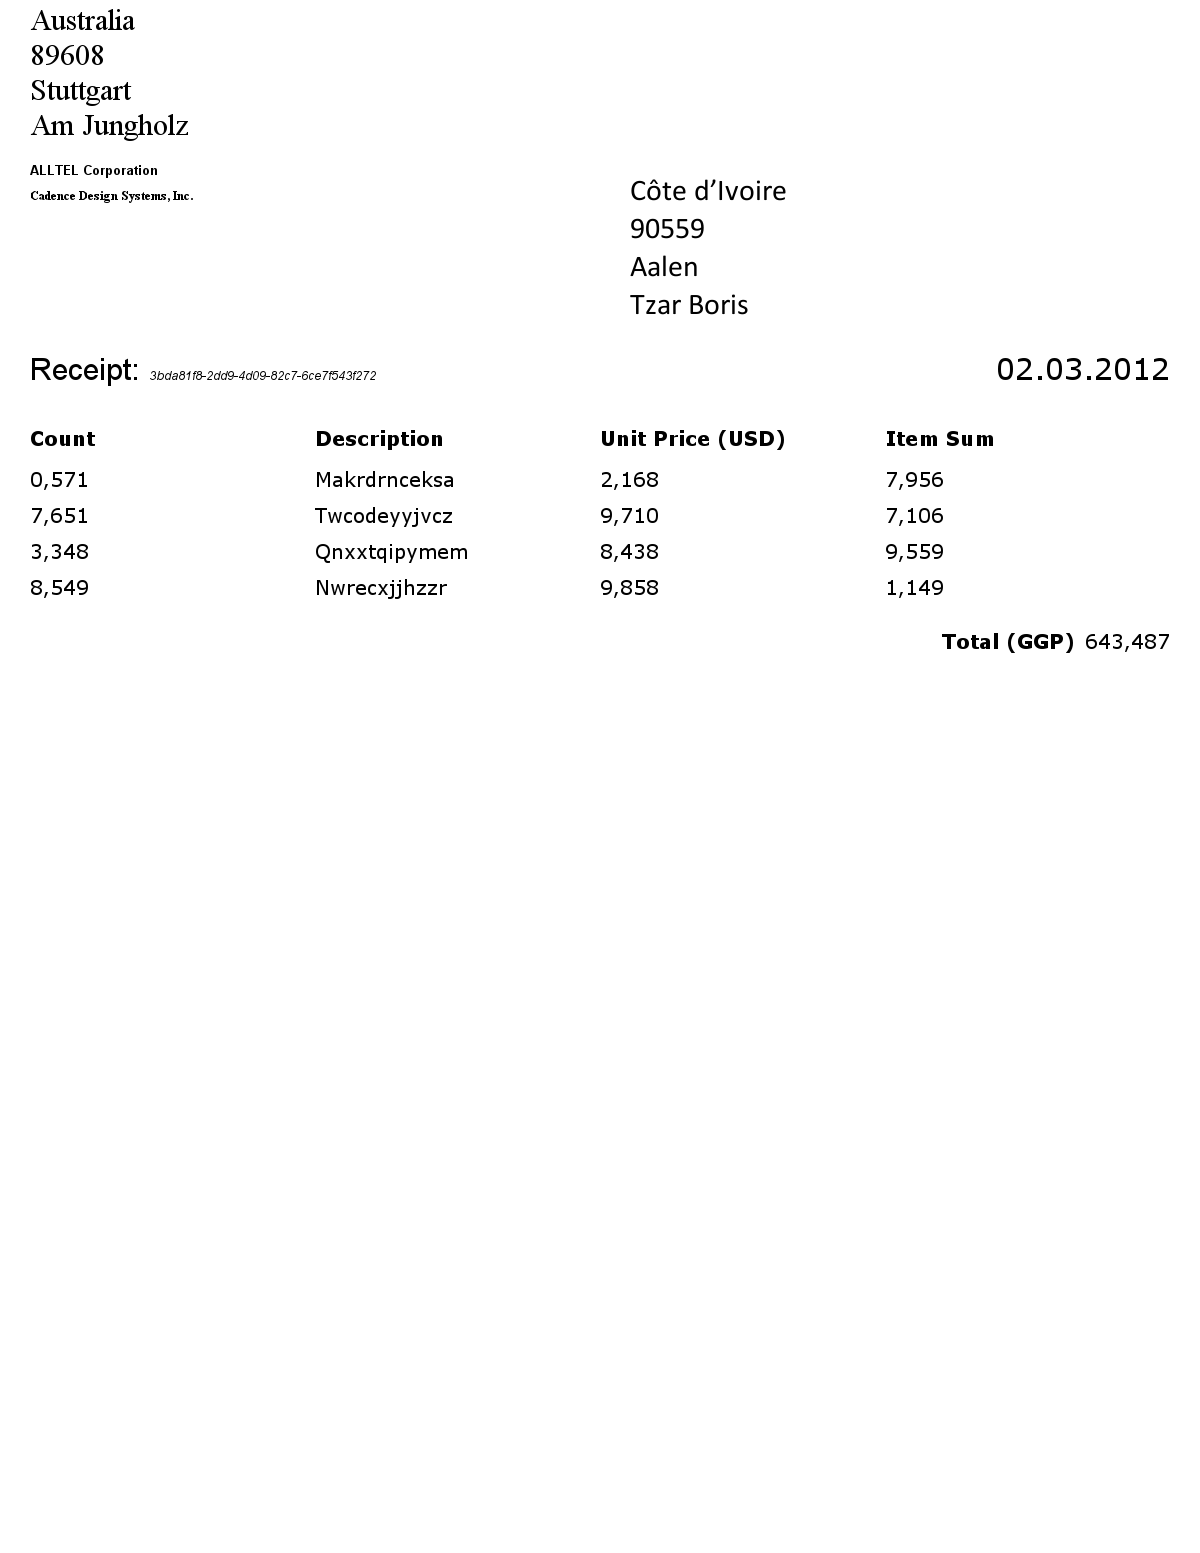 Australia
89608
Stuttgart
Am Jungholz
ALLTEL Corporation
Cadence Design Systems, Inc.
Côte d’Ivoire
90559
Aalen
Tzar Boris
Receipt: 3bda81f8-2dd9-4d09-82c7-6ce7f543f272 02.03.2012
Count Description Unit Price (USD) Item Sum
0,571 Makrdrnceksa 2,168 7,956
7,651 Twcodeyyjvcz 9,710 7,106
3,348 Qnxxtqipymem 8,438 9,559
8,549 Nwrecxjjhzzr 9,858 1,149
Total (GGP) 643,487